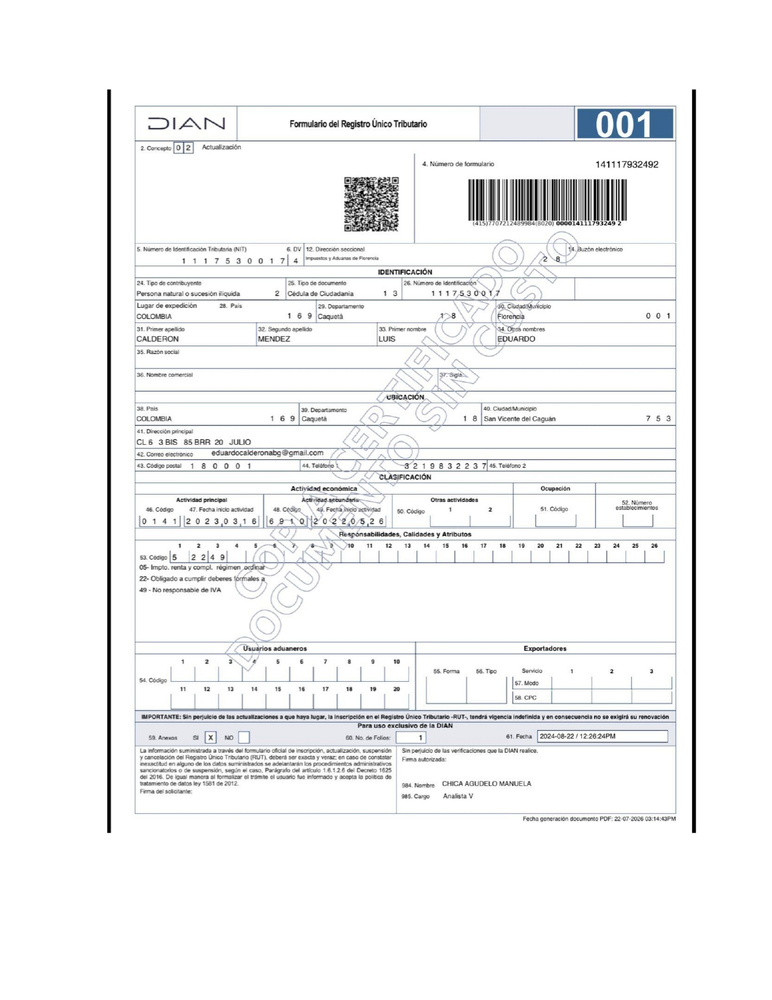 DIAN
Formulario del Registro Único Tributario
001
2. Concepto 0 2 Actualización
4. Número de formulario 141117932492
(415)7707212489984(8020) 000014111793249 2
5. Número de Identificación Tributaria (NIT) 6. DV 12. Dirección seccional 14. Buzón electrónico
1 1 1 7 5 3 0 0 1 7 4 Impuestos y Aduanas de Florencia 2 8
IDENTIFICACIÓN
24. Tipo de contribuyente 25. Tipo de documento 26. Número de Identificación
Persona natural o sucesión ilíquida 2 Cédula de Ciudadanía 1 3 1 1 1 7 5 3 0 0 1 7
Lugar de expedición 28. País 29. Departamento 30. Ciudad/Municipio
COLOMBIA 1 6 9 Caquetá 1 8 Florencia 0 0 1
31. Primer apellido 32. Segundo apellido 33. Primer nombre 34. Otros nombres
CALDERON MENDEZ LUIS EDUARDO
35. Razón social
36. Nombre comercial 37. Sigla
UBICACIÓN
38. País 39. Departamento 40. Ciudad/Municipio
COLOMBIA 1 6 9 Caquetá 1 8 San Vicente del Caguán 7 5 3
41. Dirección principal
CL 6 3 BIS 85 BRR 20 JULIO
42. Correo electrónico eduardocalderonabg@gmail.com
43. Código postal 1 8 0 0 0 1 44. Teléfono 1 3 2 1 9 8 3 2 2 3 7 45. Teléfono 2
CLASIFICACIÓN
Actividad económica Ocupación
Actividad principal Actividad secundaria Otras actividades 52. Número establecimientos
46. Código 47. Fecha inicio actividad 48. Código 49. Fecha inicio actividad 50. Código 1 2 51. Código
0 1 4 1 2 0 2 3 0 3 1 6 6 9 1 0 2 0 2 2 0 5 2 6
Responsabilidades, Calidades y Atributos
1 2 3 4 5 6 7 8 9 10 11 12 13 14 15 16 17 18 19 20 21 22 23 24 25 26
53. Código 5 2 2 4 9
05- Impto. renta y compl. régimen ordinar
22- Obligado a cumplir deberes formales a
49 - No responsable de IVA
COPIA CERTIFICADO
DOCUMENTO SIN COSTO
Usuarios aduaneros Exportadores
1 2 3 4 5 6 7 8 9 10
54. Código
11 12 13 14 15 16 17 18 19 20
55. Forma 56. Tipo Servicio 1 2 3
57. Modo
58. CPC
IMPORTANTE: Sin perjuicio de las actualizaciones a que haya lugar, la inscripción en el Registro Único Tributario -RUT-, tendrá vigencia indefinida y en consecuencia no se exigirá su renovación
Para uso exclusivo de la DIAN
59. Anexos SI X NO 60. No. de Folios: 1 61. Fecha 2024-08-22 / 12:26:24PM
La información suministrada a través del formulario oficial de inscripción, actualización, suspensión
y cancelación del Registro Único Tributario (RUT), deberá ser exacta y veraz; en caso de constatar
inexactitud en alguno de los datos suministrados se adelantarán los procedimientos administrativos
sancionatorios o de suspensión, según el caso, Parágrafo del artículo 1.6.1.2.6 del Decreto 1625
del 2016. De igual manera al formalizar el trámite el usuario fue informado y acepta la política de
tratamiento de datos ley 1581 de 2012.
Firma del solicitante:
Sin perjuicio de las verificaciones que la DIAN realice.
Firma autorizada:
984. Nombre CHICA AGUDELO MANUELA
985. Cargo Analista V
Fecha generación documento PDF: 22-07-2026 03:14:43PM